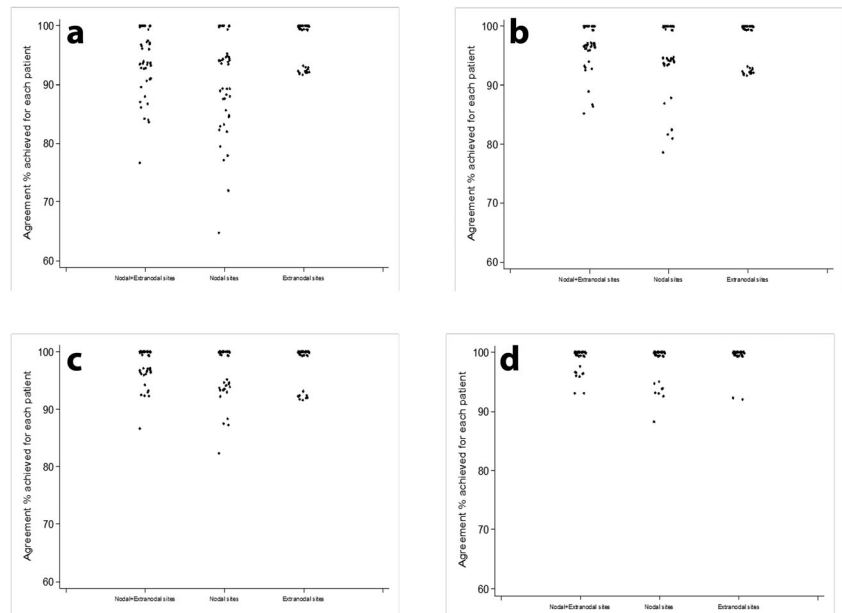 a
Agreement % achieved for each patient
100
90
80
70
60
Nodal+Extranodal sites Nodal sites Extranodal sites
b
Agreement % achieved for each patient
100
90
80
70
60
Nodal+Extranodal sites Nodal sites Extranodal sites
c
Agreement % achieved for each patient
100
90
80
70
60
Nodal+Extranodal sites Nodal sites Extranodal sites
d
Agreement % achieved for each patient
100
90
80
70
60
Nodal+Extranodal sites Nodal sites Extranodal sites